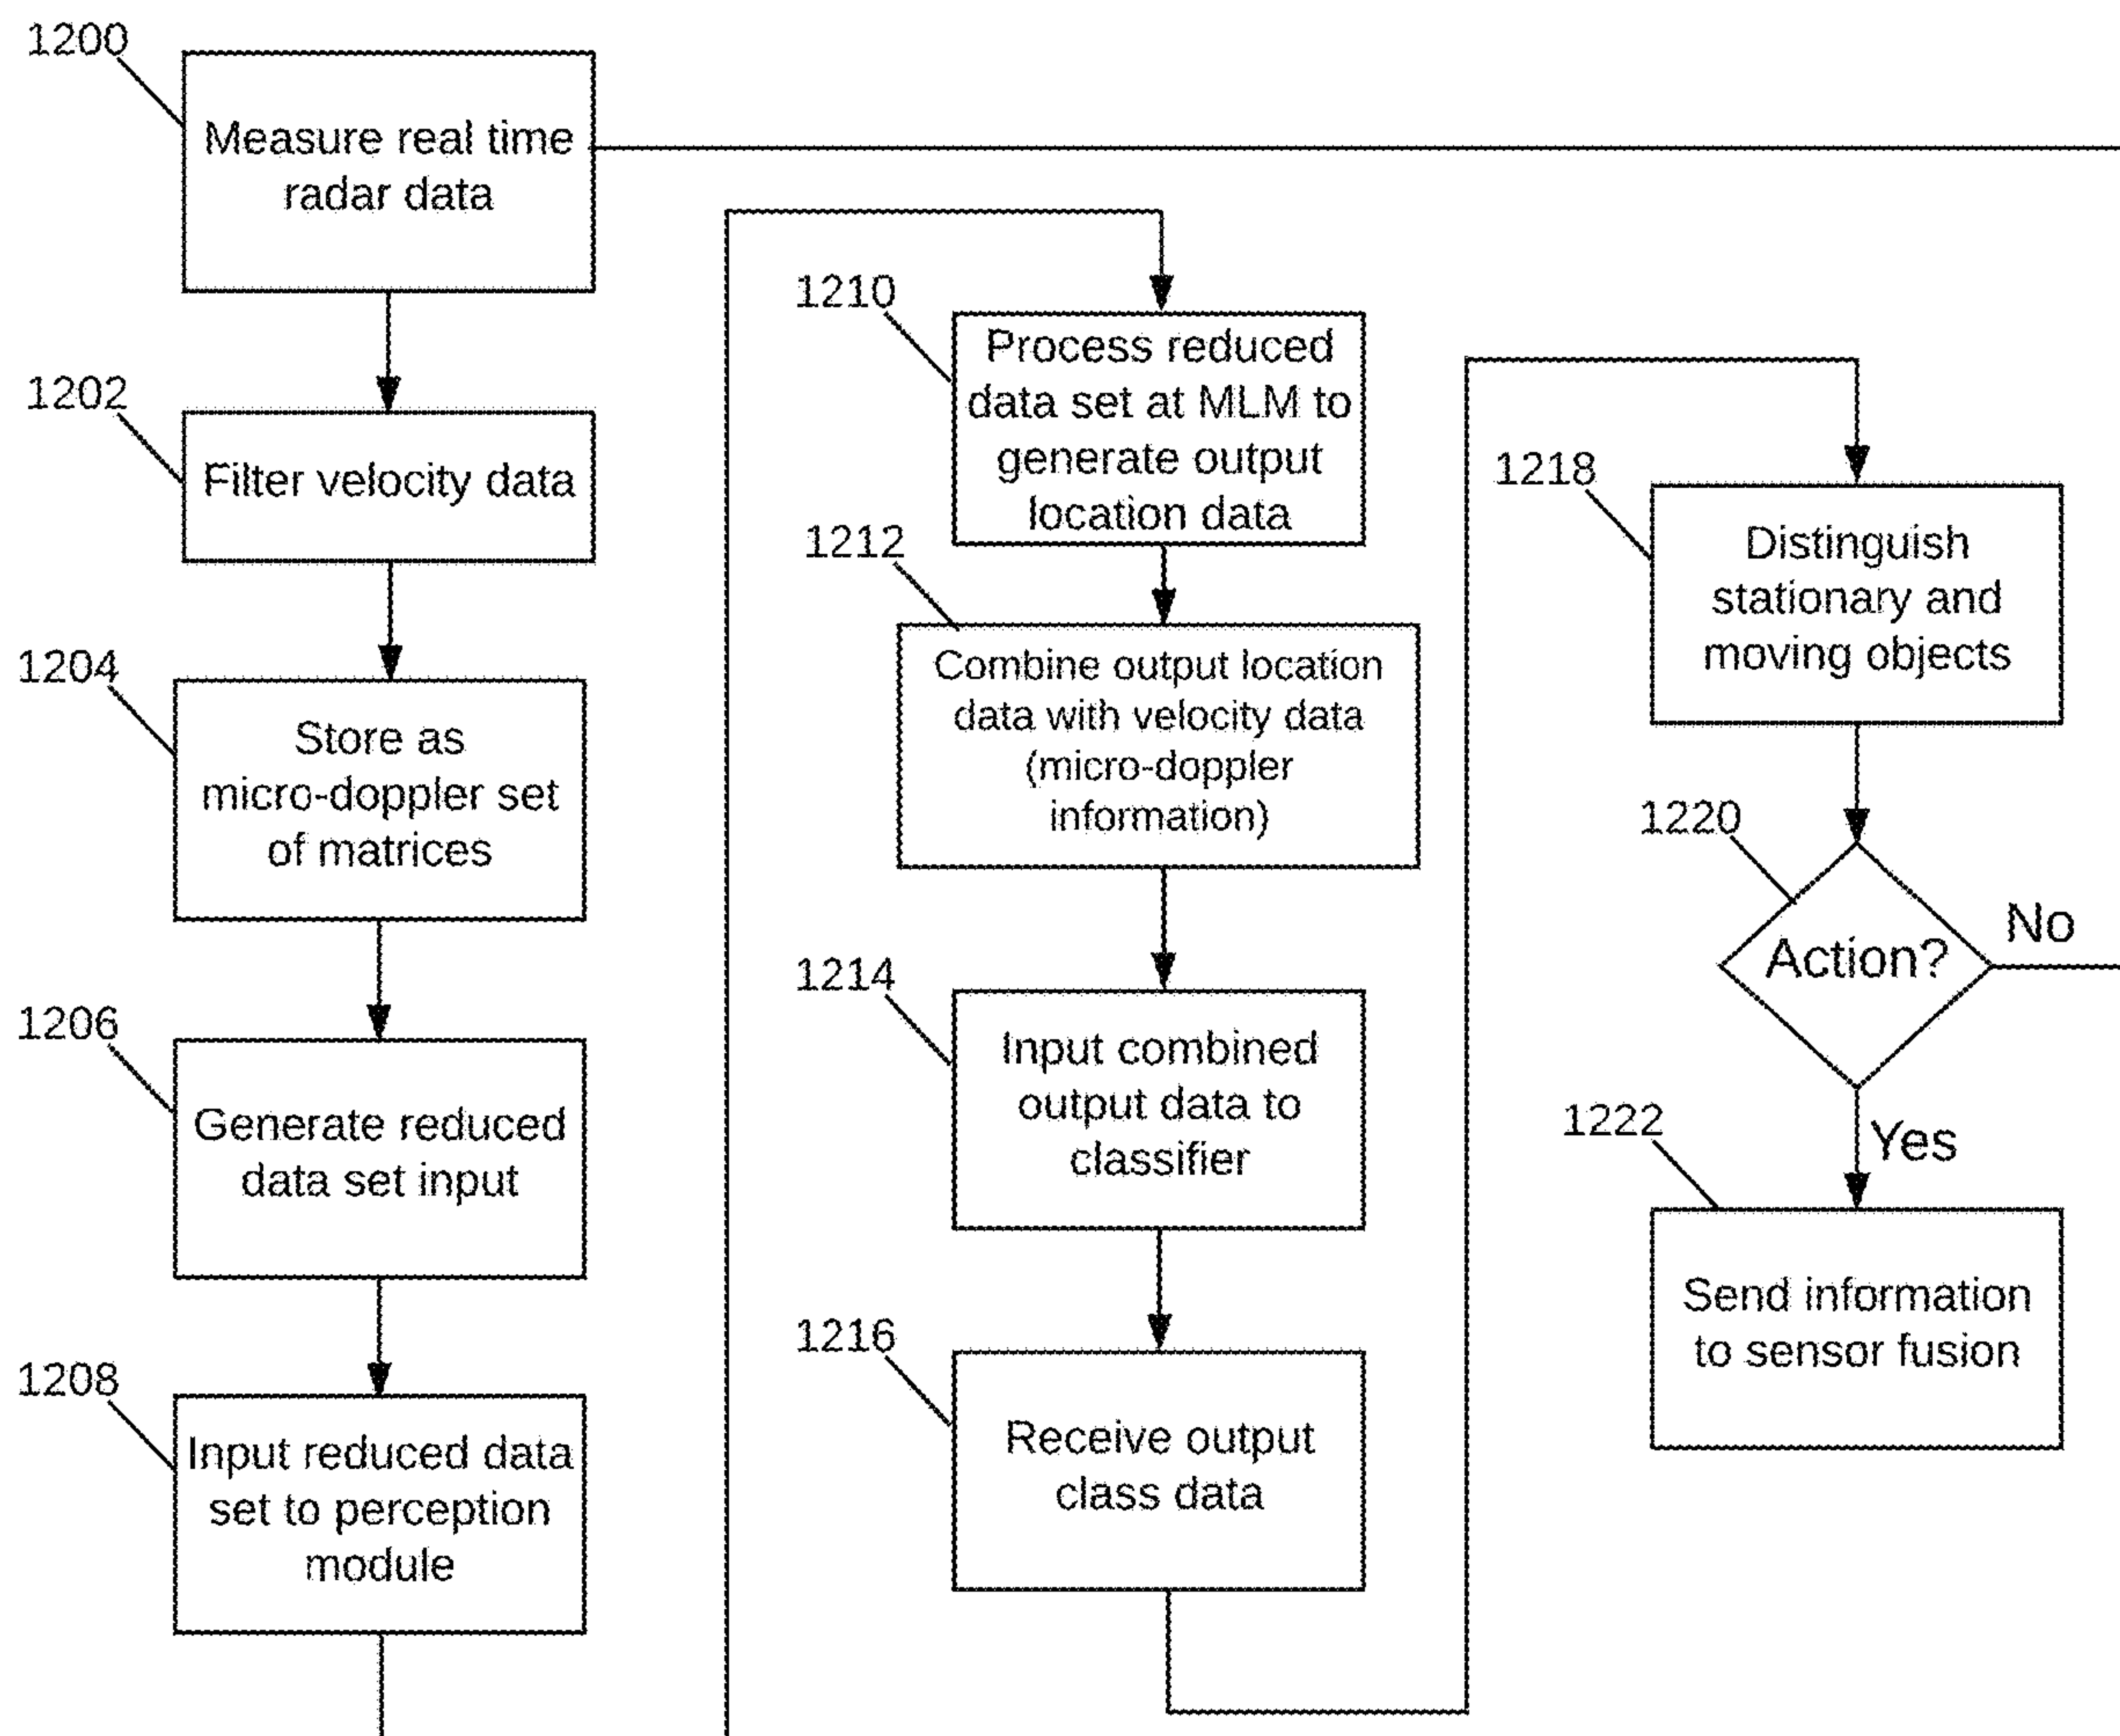 1200
Measure real time
radar data
1202
Filter velocity data
1204
Store as
micro-doppler set
of matrices
1206
Generate reduced
data set input
1208
Input reduced data
set to perception
module
1210
Process reduced
data set at MLM to
generate output
location data
1212
Combine output location
data with velocity data
(micro-doppler
information)
1214
Input combined
output data to
classifier
1216
Receive output
class data
1218
Distinguish
stationary and
moving objects
1220
Action?
No
Yes
1222
Send information
to sensor fusion